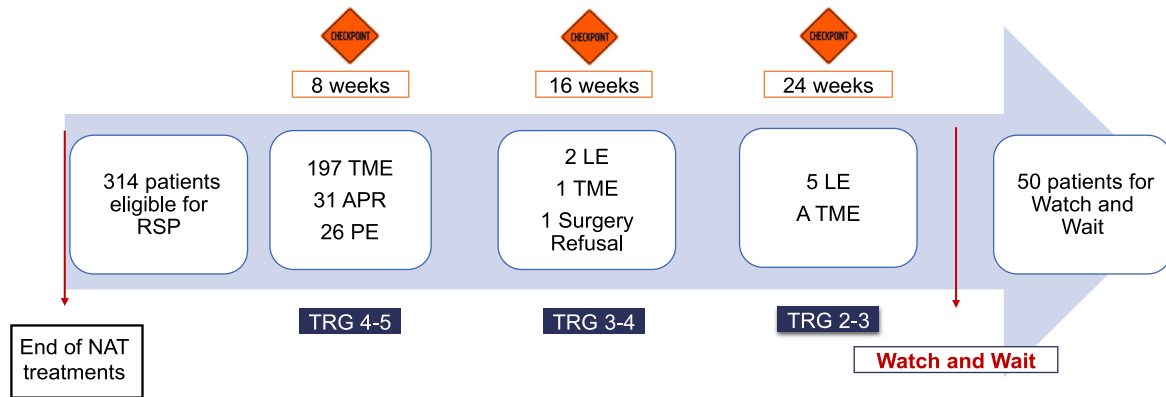 CHECKPOINT
CHECKPOINT
CHECKPOINT
8 weeks
16 weeks
24 weeks
314 patients
eligible for
RSP
197 TME
31 APR
26 PE
2 LE
1 TME
1 Surgery
Refusal
5 LE
A TME
50 patients for
Watch and
Wait
TRG 4-5
TRG 3-4
TRG 2-3
End of NAT
treatments
Watch and Wait